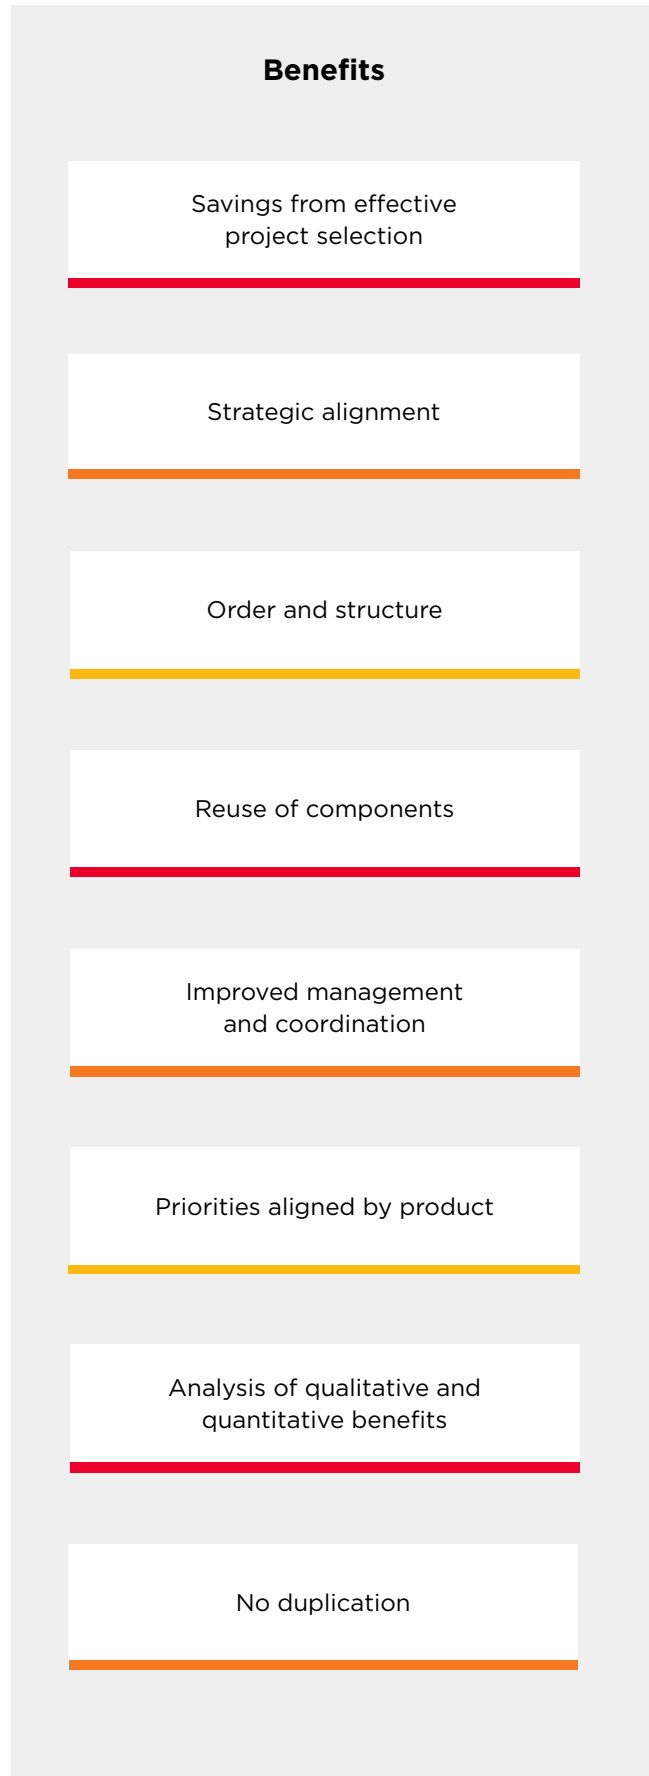 Benefits
Savings from effective
project selection
Strategic alignment
Order and structure
Reuse of components
Improved management
and coordination
Priorities aligned by product
Analysis of qualitative and
quantitative benefits
No duplication